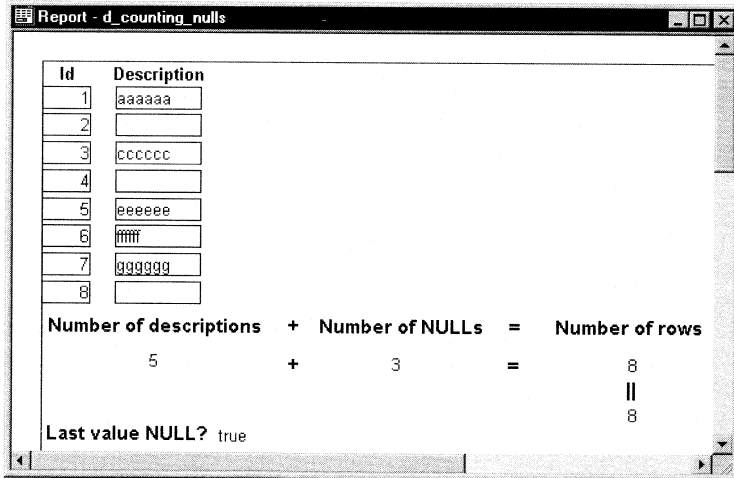 Report - d_counting_nulls
Id Description
1 aaaaaa
2
3 cccccc
4
5 eeeeee
6 ffffff
7 gggggg
8
Number of descriptions + Number of NULLs = Number of rows
5 + 3 = 8
||
8
Last value NULL? true